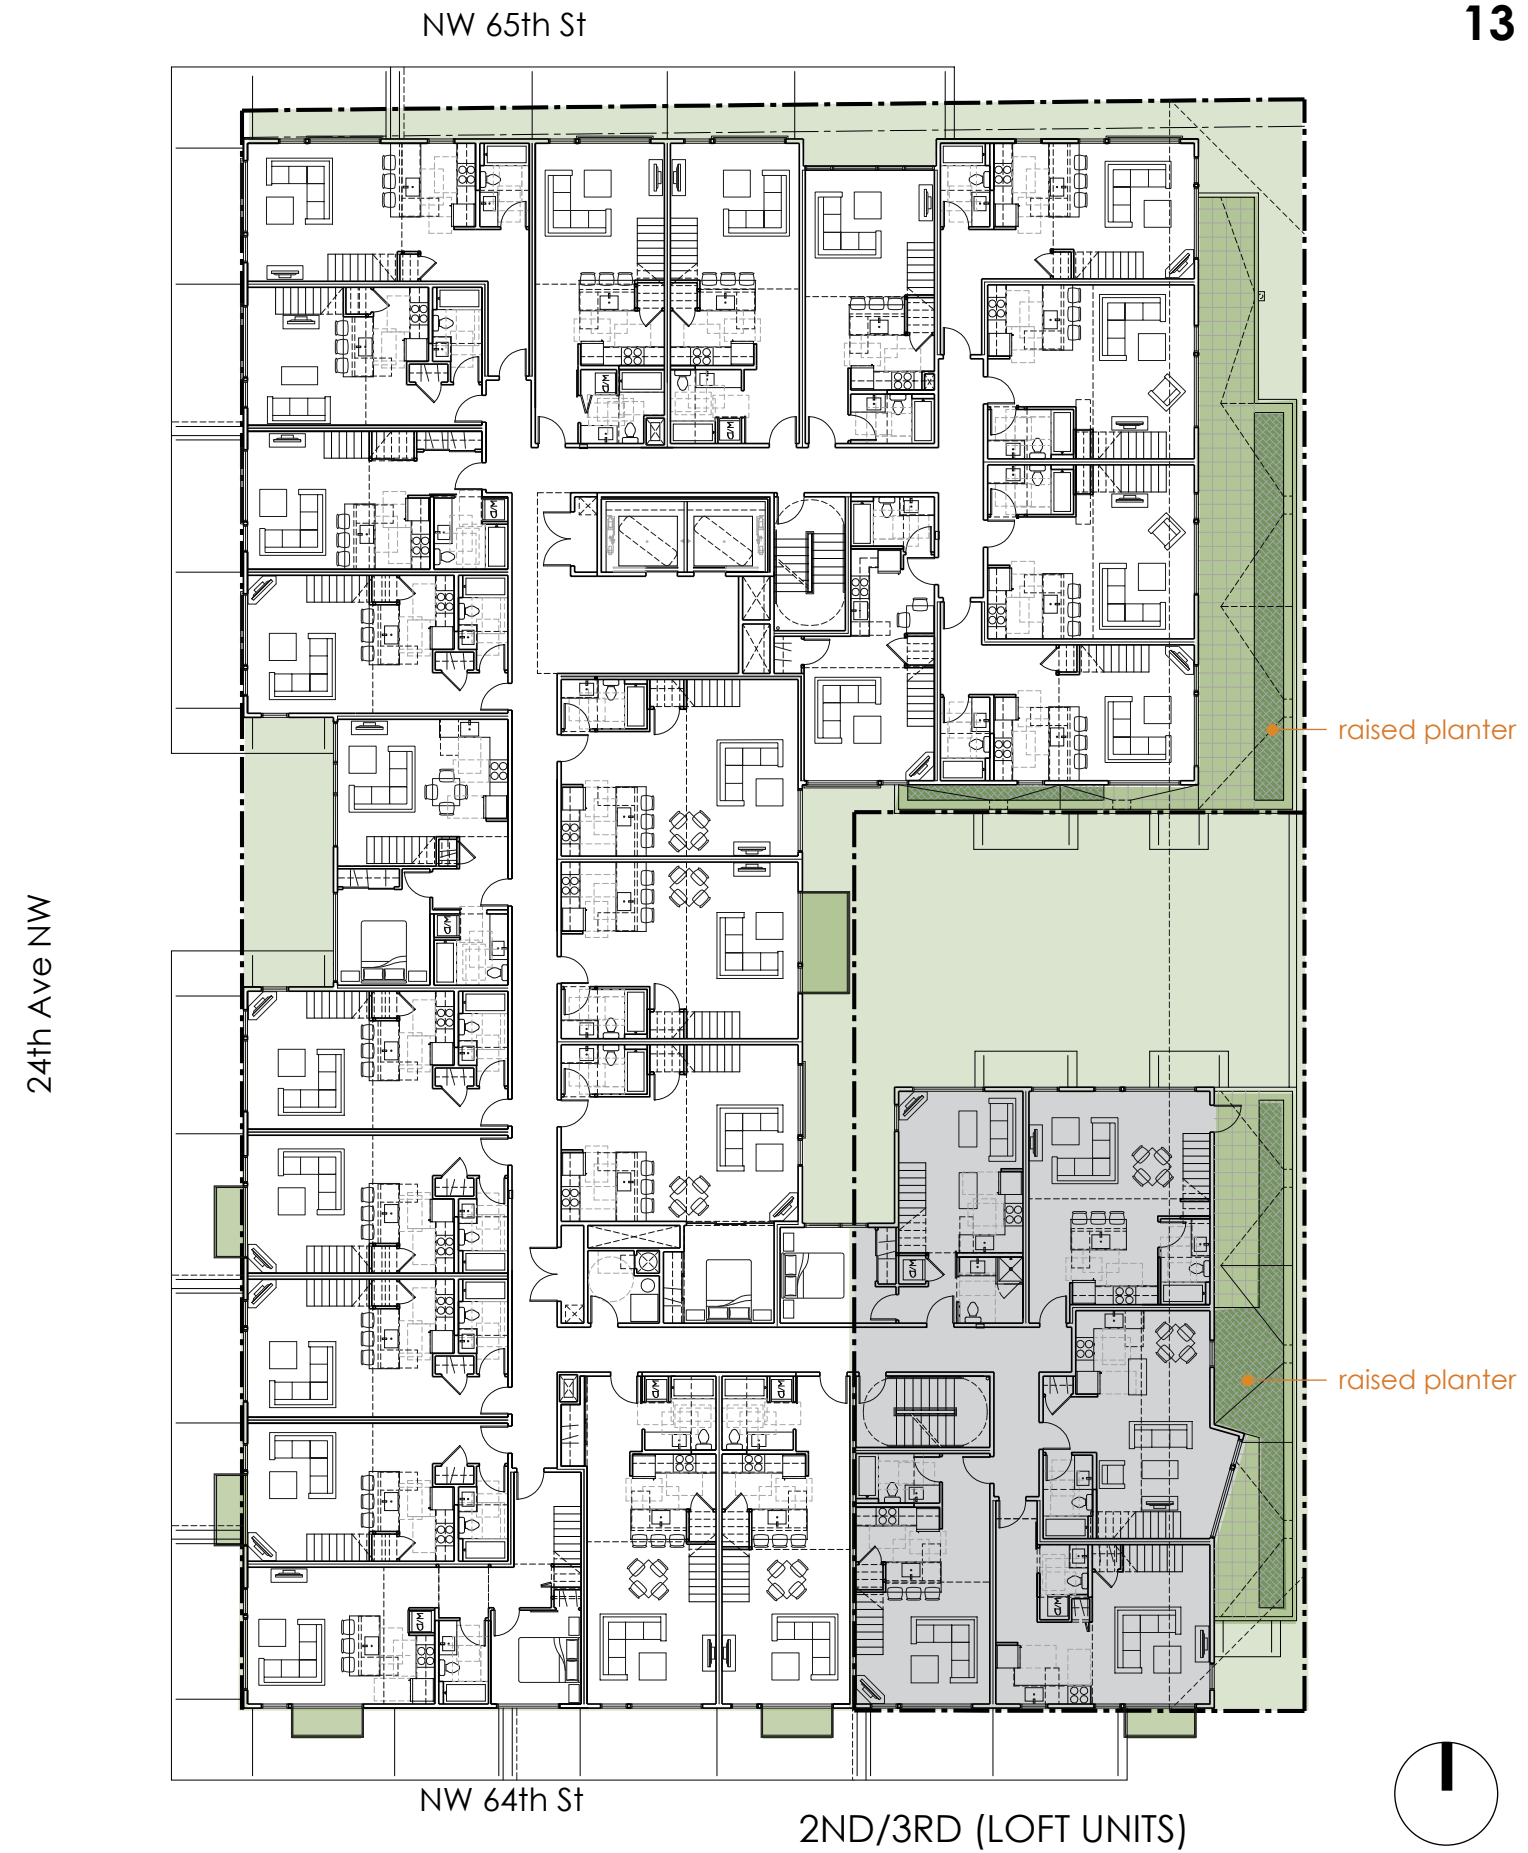 NW 65th St
13
raised planter
24th Ave NW
W/D
W/D
W/D
W/D
W/D
W/D
W/D
W/D
W/D
raised planter
NW 64th St
2ND/3RD (LOFT UNITS)